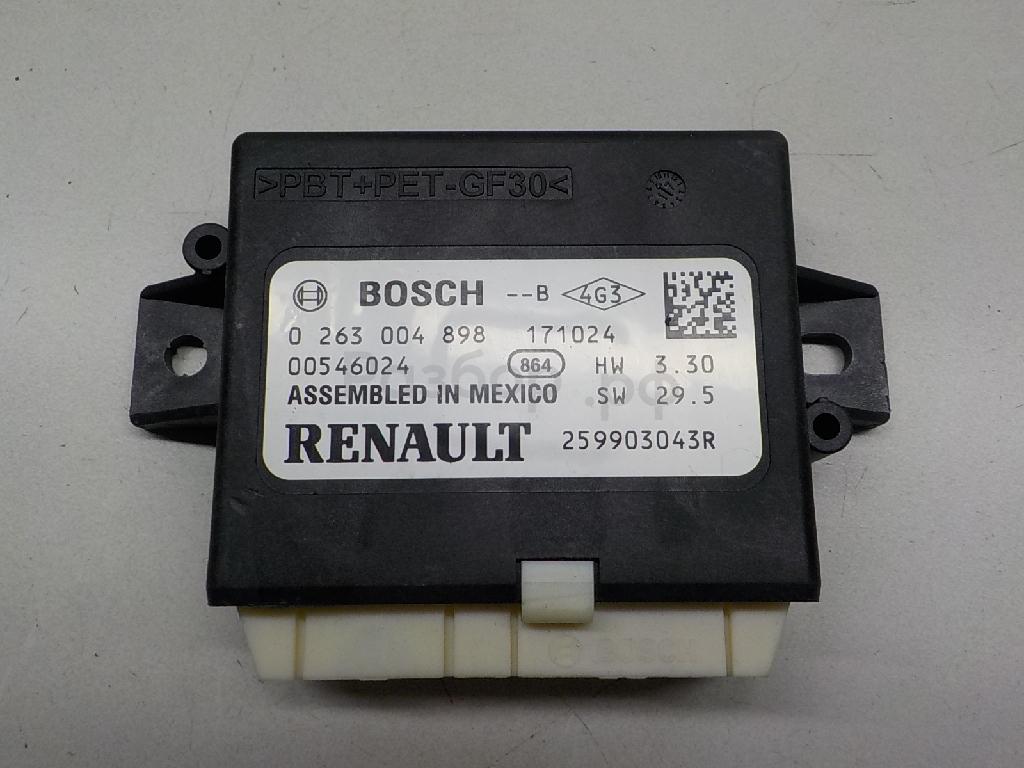 >PBT+PET-GF30<
BOSCH --B 4G3
0 263 004 898 171024
00546024 864 HW 3.30
ASSEMBLED IN MEXICO SW 29.5
RENAULT 259903043R
BOSCH